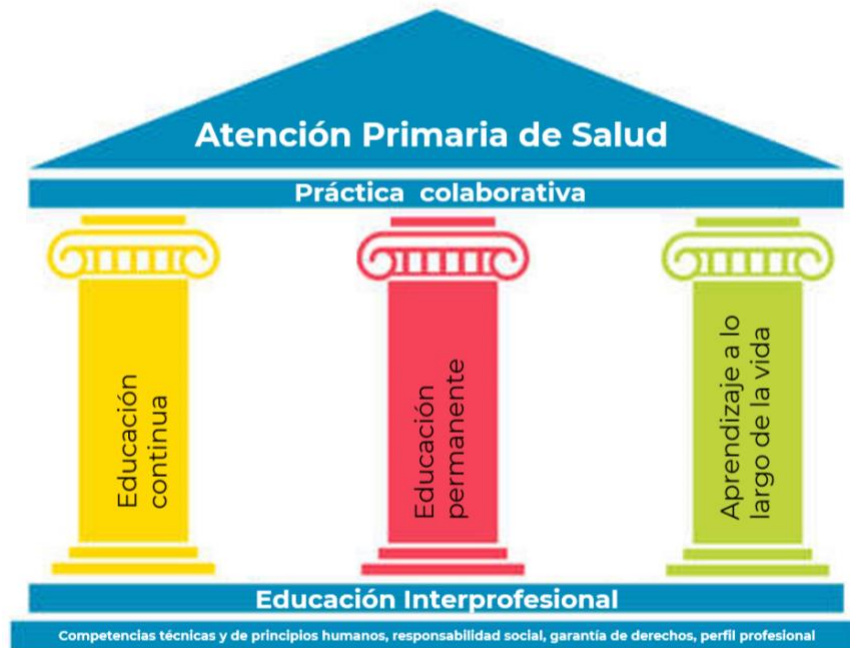 Atención Primaria de Salud
Práctica colaborativa
Educación
continua
Educación
permanente
Aprendizaje a lo
largo de la vida
Educación Interprofesional
Competencias técnicas y de principios humanos, responsabilidad social, garantía de derechos, perfil profesional